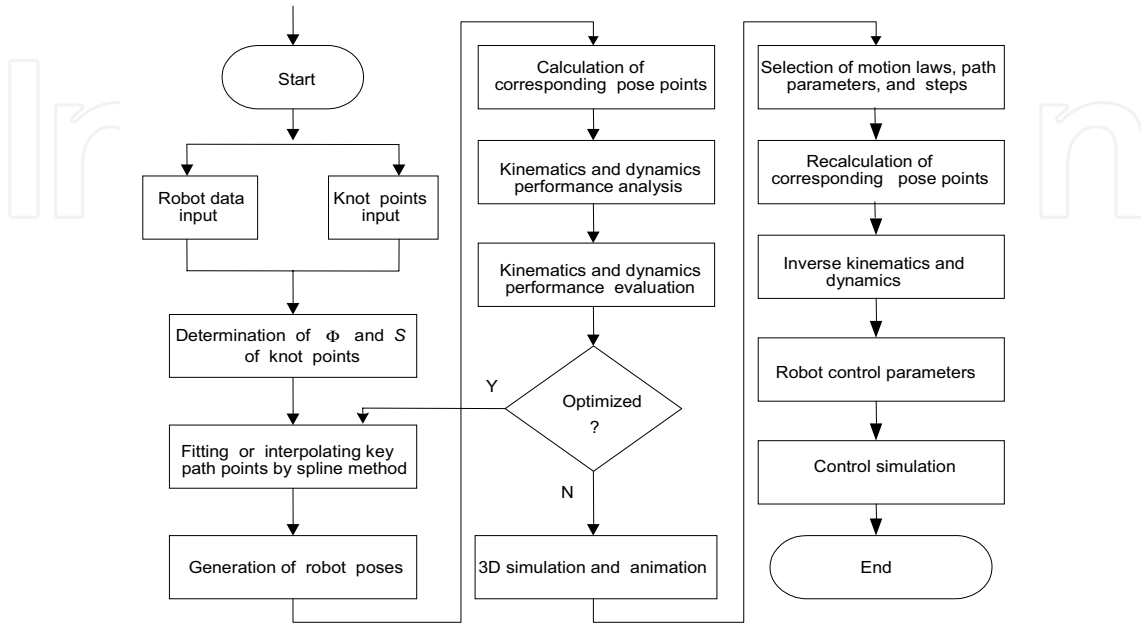 Start
Robot data
input
Knot points
input
Determination of Φ and S
of knot points
Fitting or interpolating key
path points by spline method
Generation of robot poses
Calculation of
corresponding pose points
Kinematics and dynamics
performance analysis
Kinematics and dynamics
performance evaluation
Y
Optimized
?
N
3D simulation and animation
Selection of motion laws, path
parameters, and steps
Recalculation of
corresponding pose points
Inverse kinematics and
dynamics
Robot control parameters
Control simulation
End